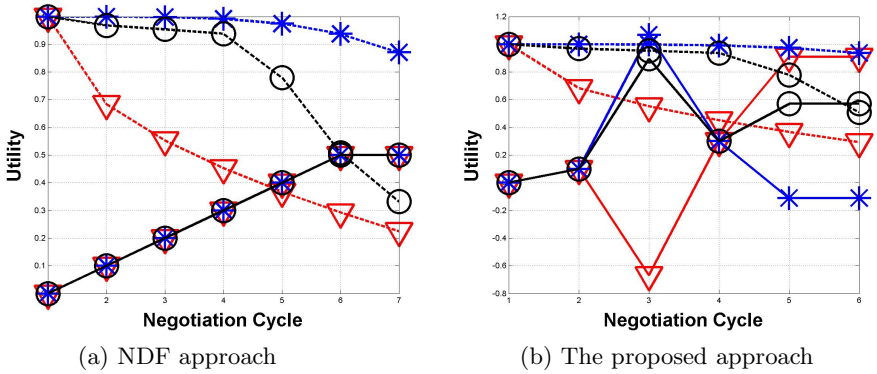 Utility
0.9
0.8
0.7
0.6
0.5
0.4
0.3
0.2
0.1
2 3 4 5 6 7
Negotiation Cycle
(a) NDF approach
Utility
1.2
1
0.8
0.6
0.4
0.2
0
-0.2
-0.4
-0.6
-0.8
1 2 3 4 5 6
Negotiation Cycle
(b) The proposed approach